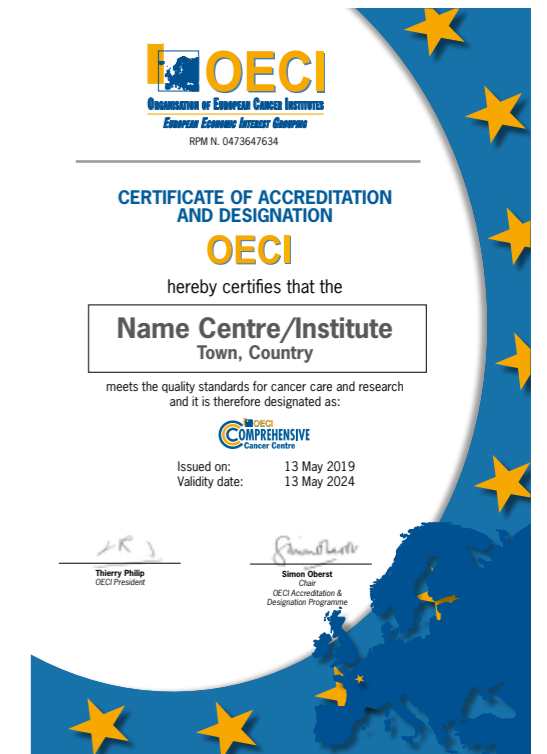 OECI
ORGANISATION OF EUROPEAN CANCER INSTITUTES
EUROPEAN ECONOMIC INTEREST GROUPING
RPM N. 0473647634
CERTIFICATE OF ACCREDITATION
AND DESIGNATION
OECI
hereby certifies that the
Name Centre/Institute
Town, Country
meets the quality standards for cancer care and research
and it is therefore designated as:
OECI
COMPREHENSIVE
Cancer Centre
Issued on: 13 May 2019
Validity date: 13 May 2024
Thierry Philip
OECI President
Simon Oberst
Chair
OECI Accreditation &
Designation Programme